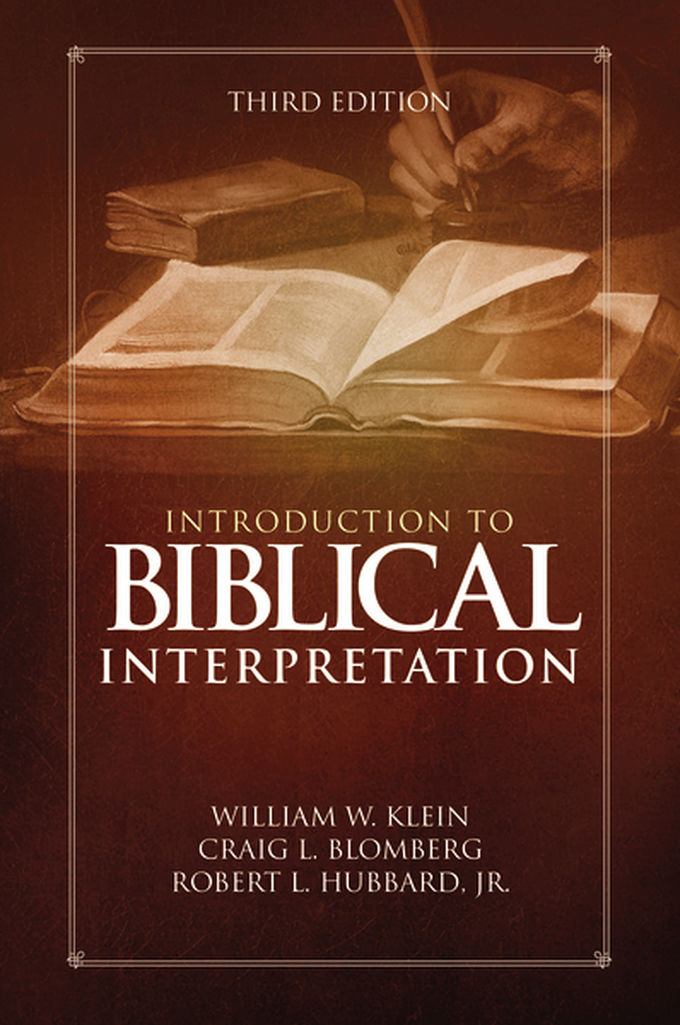 THIRD EDITION
INTRODUCTION TO
BIBLICAL
INTERPRETATION
WILLIAM W. KLEIN
CRAIG L. BLOMBERG
ROBERT L. HUBBARD, JR.